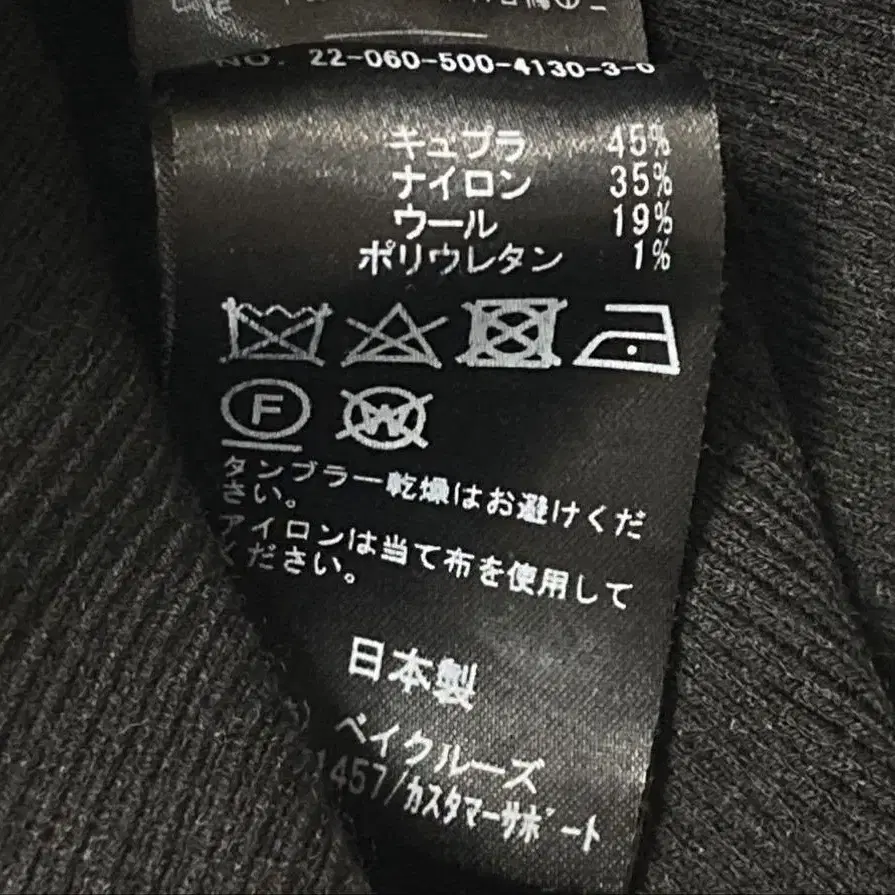 NO. 22-060-500-4130-3-0
キュプラ 45%
ナイロン 35%
ウール 19%
ポリウレタン 1%
F
W
タンブラー乾燥はお避けくだ
さい。
アイロンは当て布を使用して
ください。
日本製
ベイクルーズ
1457/カスタマーサポート